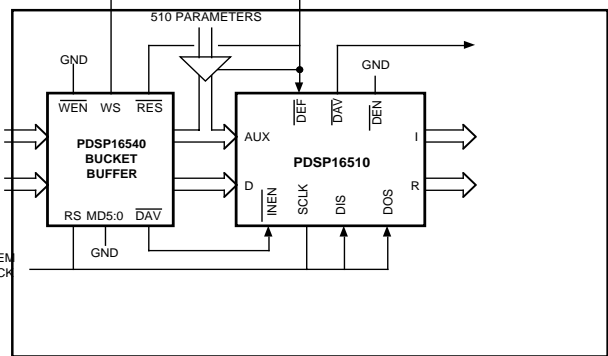 510 PARAMETERS
GND
GND
WEN WS RES
DEF
DAV
DEN
PDSP16540
BUCKET
BUFFER
AUX
I
PDSP16510
D
R
INEN
SCLK
DIS
DOS
RS MD5:0 DAV
GND